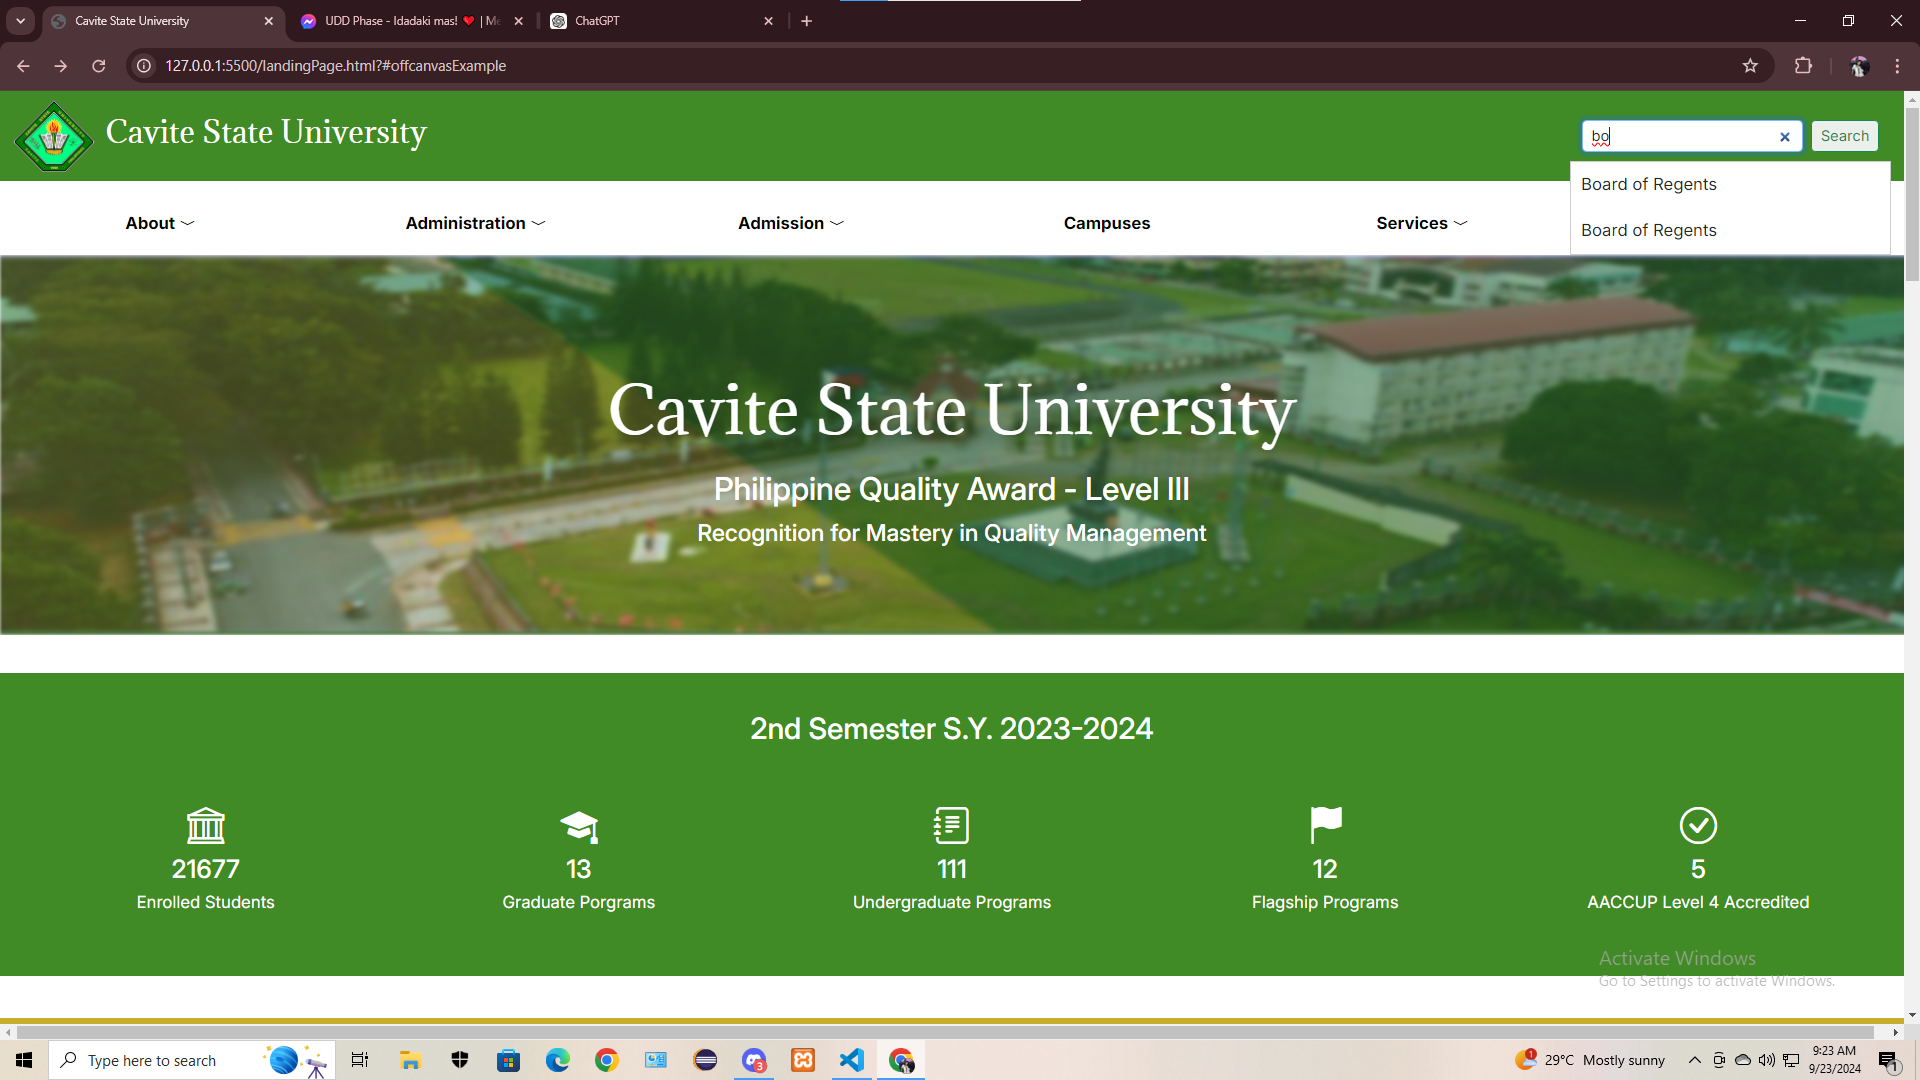 Cavite State University
UDD Phase - Idadaki mas! ❤ | Me
ChatGPT
127.0.0.1:5500/landingPage.html?#offcanvasExample
Cavite State University
bo
Search
Board of Regents
Board of Regents
About
Administration
Admission
Campuses
Services
Cavite State University
Philippine Quality Award - Level III
Recognition for Mastery in Quality Management
2nd Semester S.Y. 2023-2024
21677
Enrolled Students
13
Graduate Porgrams
111
Undergraduate Programs
12
Flagship Programs
5
AACCUP Level 4 Accredited
Activate Windows
Go to Settings to activate Windows.
Type here to search
3
1
29°C Mostly sunny
9:23 AM
9/23/2024
1